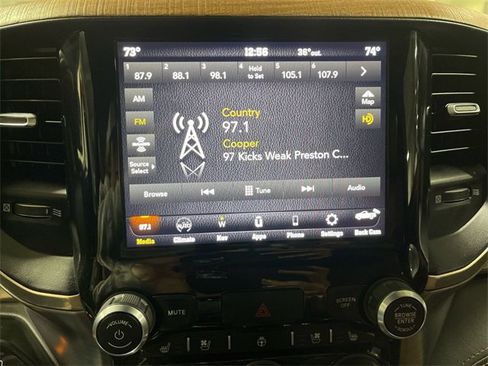 73° 12:56 36° out. 74°
1 2 3 4 5 6
87.9 88.1 98.1 Hold to Set 105.1 107.9
AM
Country
Map
FM
97.1
HD
Cooper
97 Kicks Weak Preston C...
Source Select
Browse Tune Audio
97.1 W
Media Climate Nav Apps Phone Settings Back Cam
MUTE
SCREEN OFF
VOLUME
TUNE
BROWSE ENTER
SCROLL